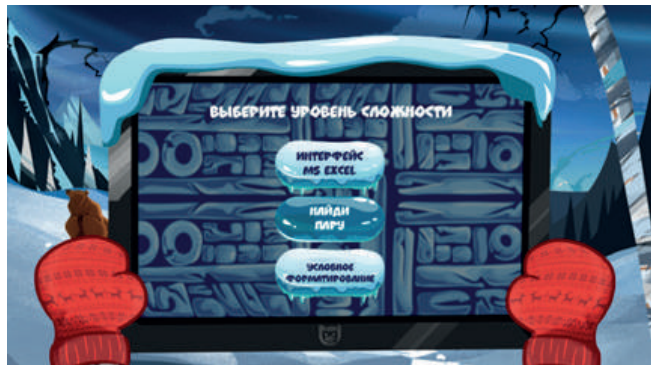 ВЫБЕРИТЕ УРОВЕНЬ СЛОЖНОСТИ
ИНТЕРФЕЙС
MS EXCEL
НАЙДИ
ПАРУ
УСЛОВНОЕ
ФОРМАТИРОВАНИЕ